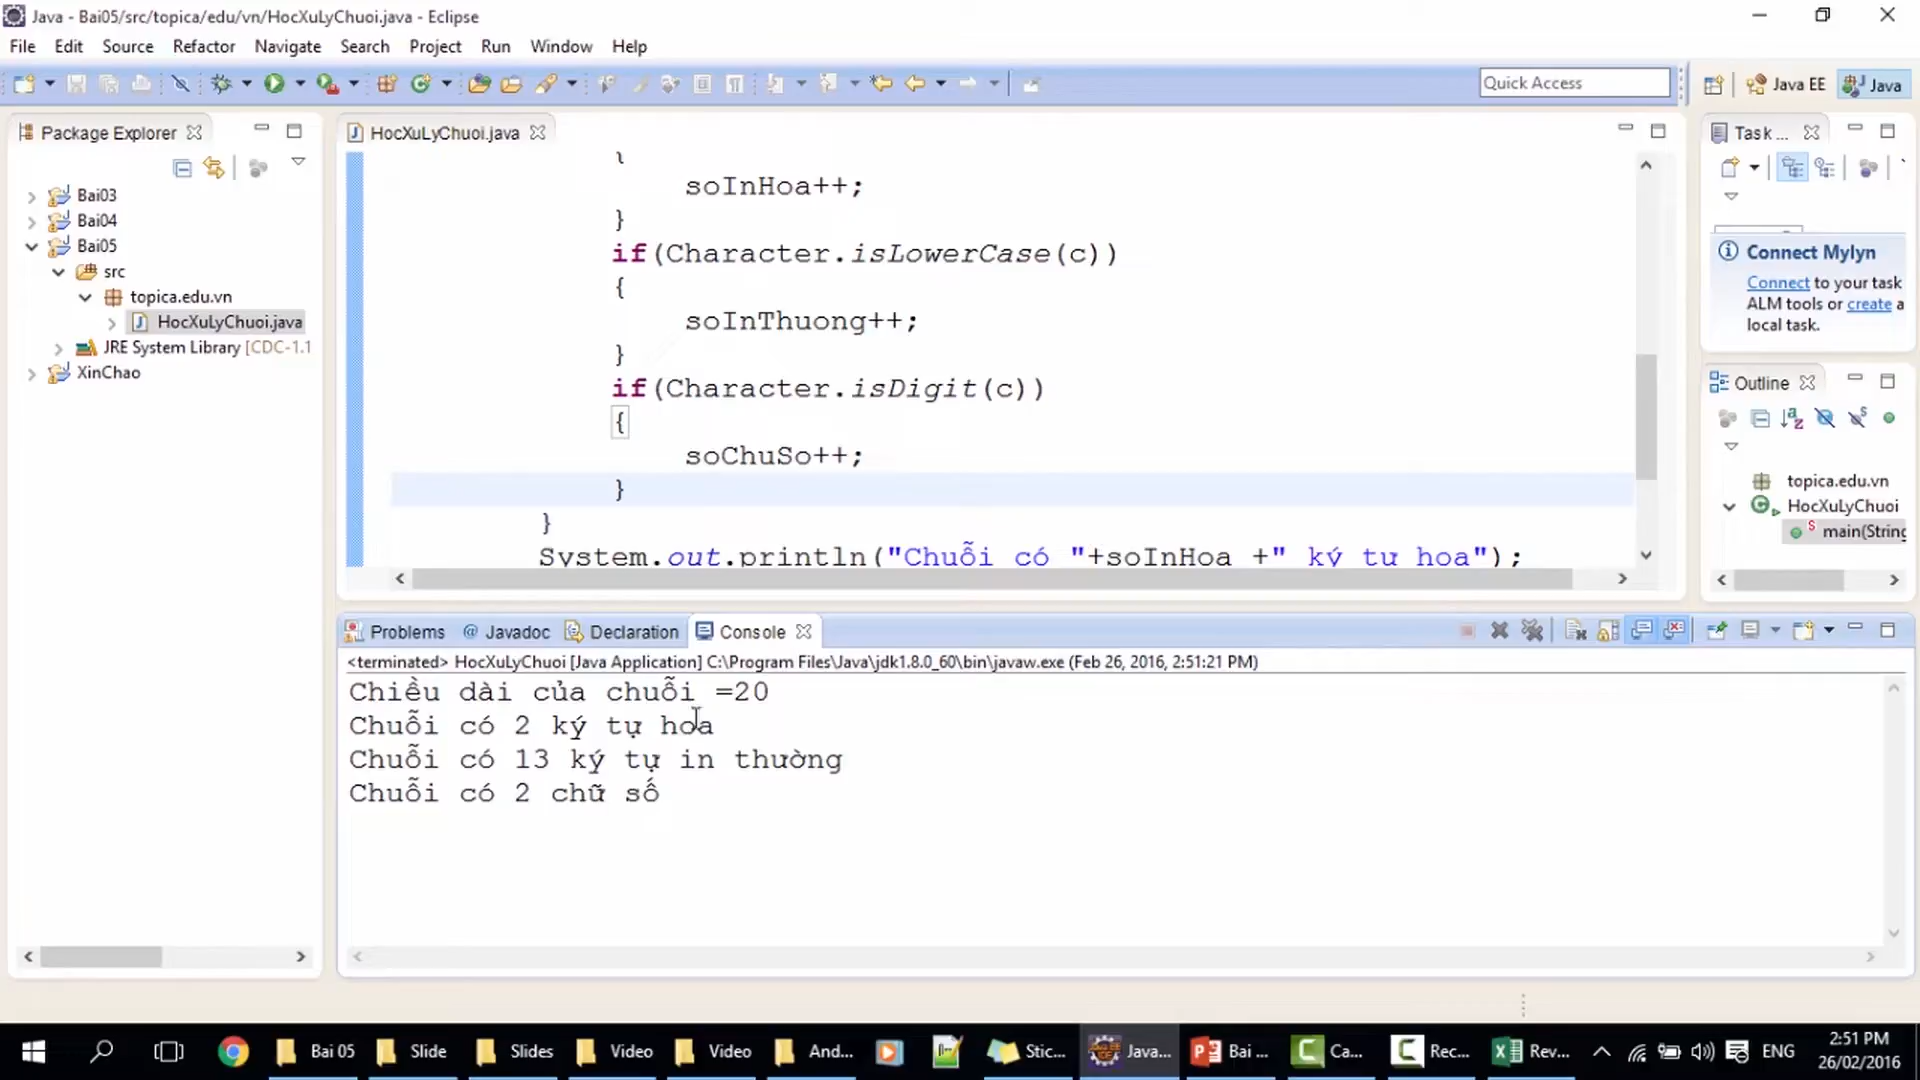 Java - Bai05/src/topica/edu/vn/HocXuLyChuoi.java - Eclipse
File Edit Source Refactor Navigate Search Project Run Window Help
Quick Access
Java EE
Java
Package Explorer
HocXuLyChuoi.java
Task ...
Bai03
Bai04
Bai05
src
topica.edu.vn
HocXuLyChuoi.java
JRE System Library [CDC-1.1
XinChao
soInHoa++;
}
if(Character.isLowerCase(c))
{
soInThuong++;
}
if(Character.isDigit(c))
{
soChuSo++;
}
}
System.out.println("Chuỗi có "+soInHoa +" ký tự hoa");
Connect Mylyn
Connect to your task
ALM tools or create a
local task.
Outline
topica.edu.vn
HocXuLyChuoi
main(String
Problems
@ Javadoc
Declaration
Console
<terminated> HocXuLyChuoi [Java Application] C:\Program Files\Java\jdk1.8.0_60\bin\javaw.exe (Feb 26, 2016, 2:51:21 PM)
Chiều dài của chuỗi =20
Chuỗi có 2 ký tự hoa
Chuỗi có 13 ký tự in thường
Chuỗi có 2 chữ số
Bai 05
Slide
Slides
Video
Video
And...
Stic...
Java...
Bai ...
Ca...
Rec...
Rev...
ENG
2:51 PM
26/02/2016